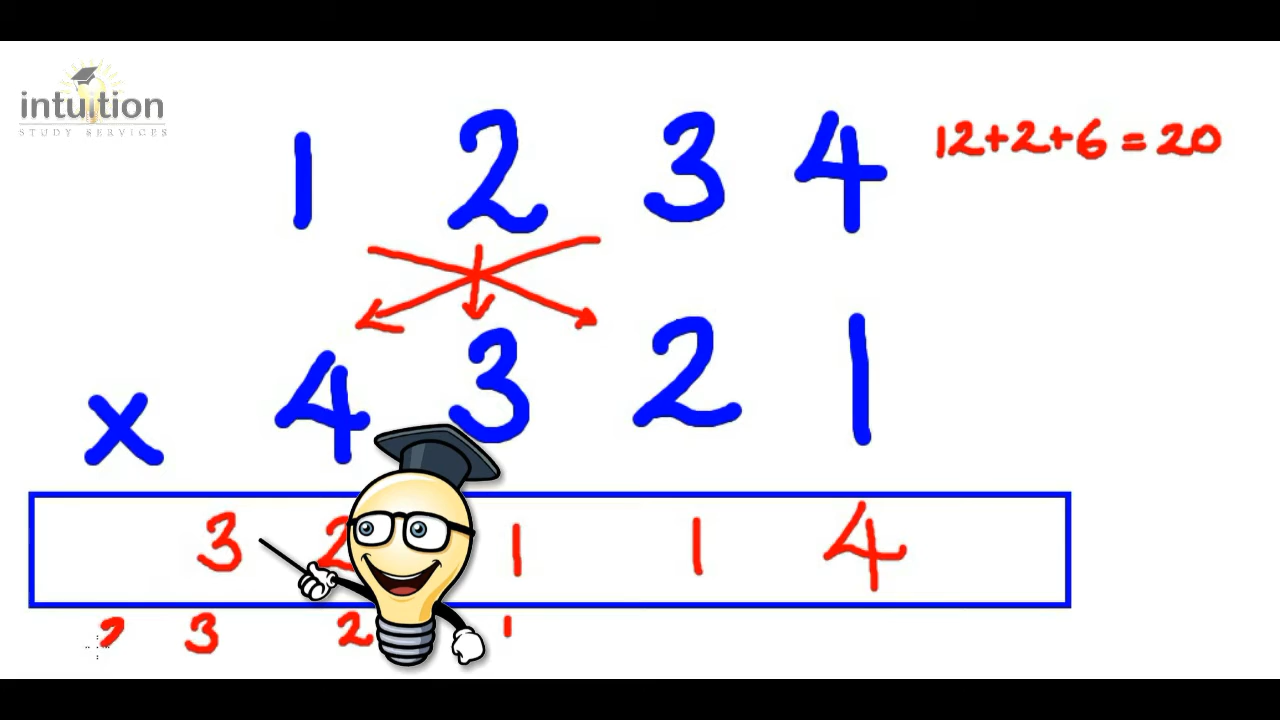 intuition
STUDY SERVICES
1 2 3 4
12+2+6=20
x 4 3 2 1
3 2 1 1 4
2 3 2 1